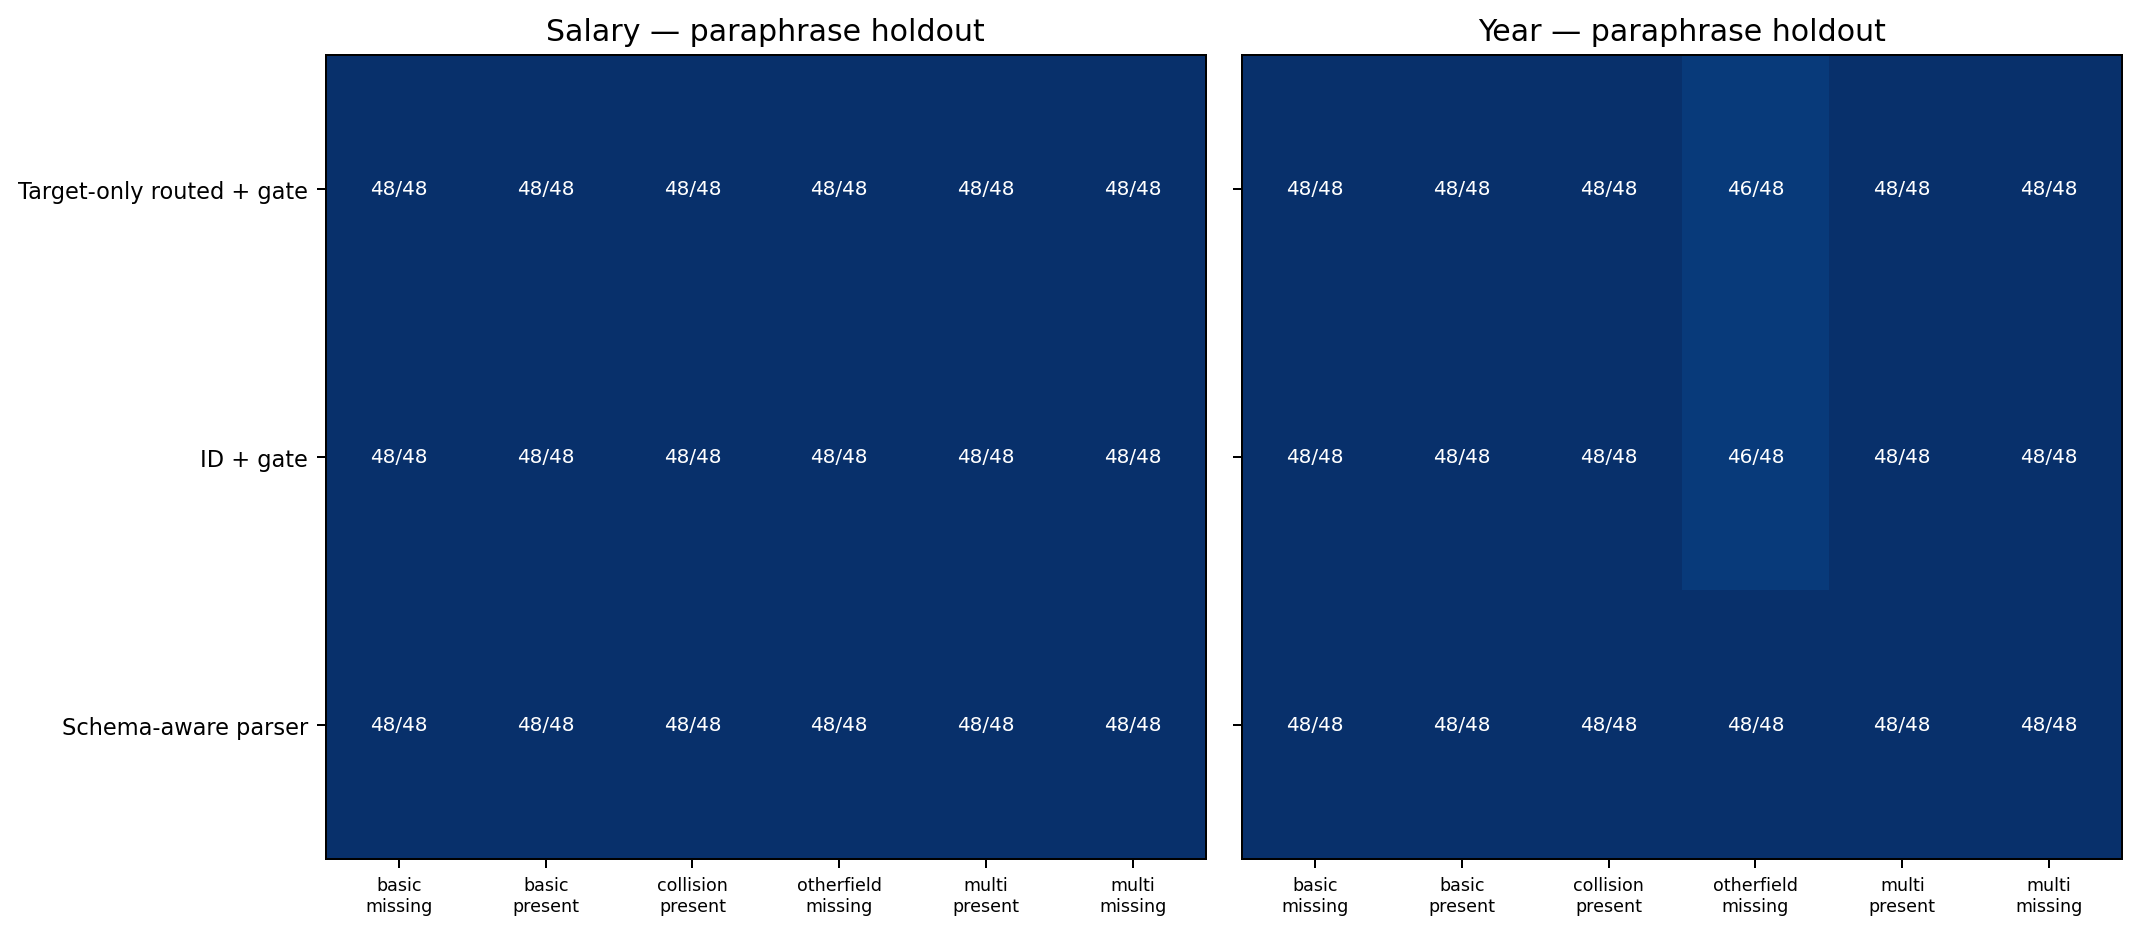 Salary — paraphrase holdout
Year — paraphrase holdout
Target-only routed + gate
48/48 48/48 48/48 48/48 48/48 48/48
48/48 48/48 48/48 46/48 48/48 48/48
ID + gate
48/48 48/48 48/48 48/48 48/48 48/48
48/48 48/48 48/48 46/48 48/48 48/48
Schema-aware parser
48/48 48/48 48/48 48/48 48/48 48/48
48/48 48/48 48/48 48/48 48/48 48/48
basic
missing
basic
present
collision
present
otherfield
missing
multi
present
multi
missing
basic
missing
basic
present
collision
present
otherfield
missing
multi
present
multi
missing